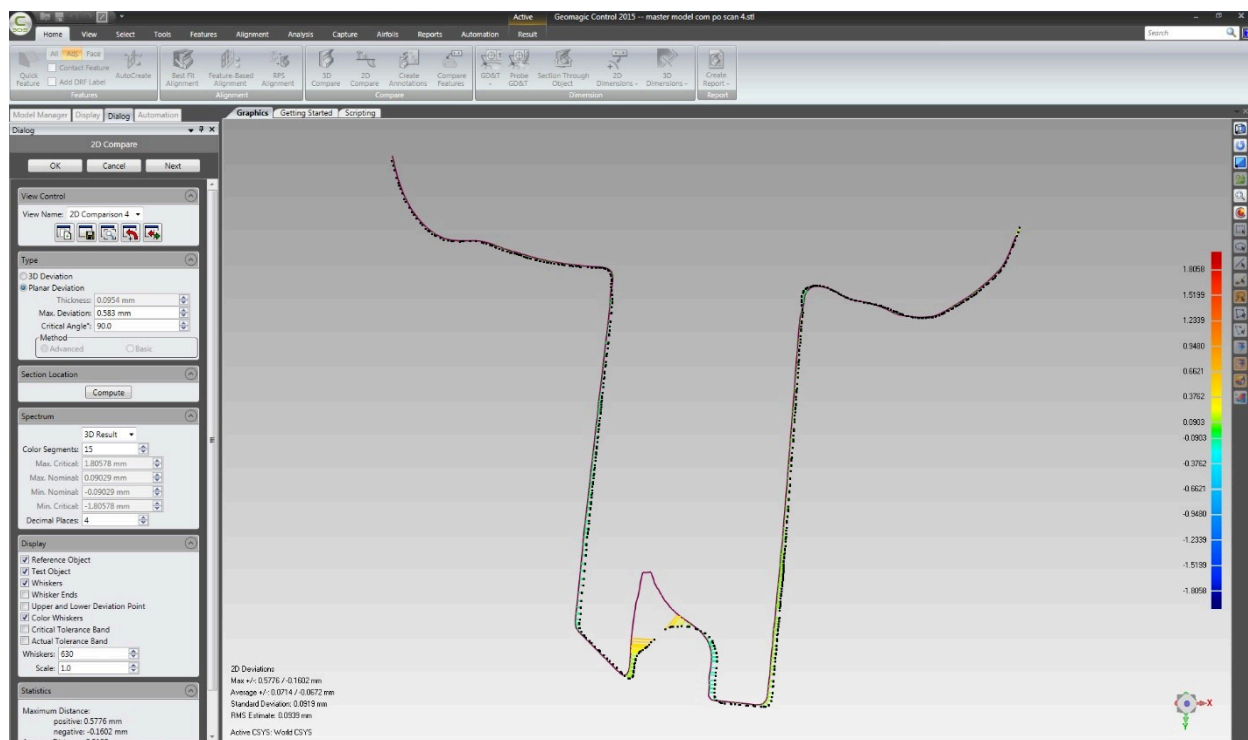 Active Geomagic Control 2015 -- master model com po scan 4.stl
Home View Select Tools Features Alignment Analysis Capture Airfoils Reports Automation Result Search
All Face
Contact Feature
Add DRF Label
Quick Feature
AutoCreate
Features
Best Fit Alignment
Feature-Based Alignment
RPS Alignment
Alignment
3D Compare
2D Compare
Create Annotations
Compare Features
Compare
GD&T
Probe GD&T
Section Through Object
2D Dimensions
3D Dimensions
Dimension
Create Report
Report
Model Manager Display Dialog Automation
Graphics Getting Started Scripting
Dialog
2D Compare
OK Cancel Next
View Control
View Name: 2D Comparison 4
Type
3D Deviation
Planar Deviation
Thickness: 0.0954 mm
Max. Deviation: 0.583 mm
Critical Angle°: 90.0
Method
Advanced Basic
Section Location
Compute
Spectrum
3D Result
Color Segments: 15
Max. Critical: 1.80578 mm
Max. Nominal: 0.09029 mm
Min. Nominal: -0.09029 mm
Min. Critical: -1.80578 mm
Decimal Places: 4
Display
Reference Object
Test Object
Whiskers
Whisker Ends
Upper and Lower Deviation Point
Color Whiskers
Critical Tolerance Band
Actual Tolerance Band
Whiskers: 630
Scale: 1.0
Statistics
Maximum Distance:
positive: 0.5776 mm
negative: -0.1602 mm
2D Deviations
Max +/-: 0.5776 / -0.1602 mm
Average +/-: 0.0714 / -0.0672 mm
Standard Deviation: 0.0919 mm
RMS Estimate: 0.0939 mm
Active CSYS: World CSYS
1.8058
1.5199
1.2339
0.9480
0.6621
0.3762
0.0903
-0.0903
-0.3762
-0.6621
-0.9480
-1.2339
-1.5199
-1.8058
X
Y